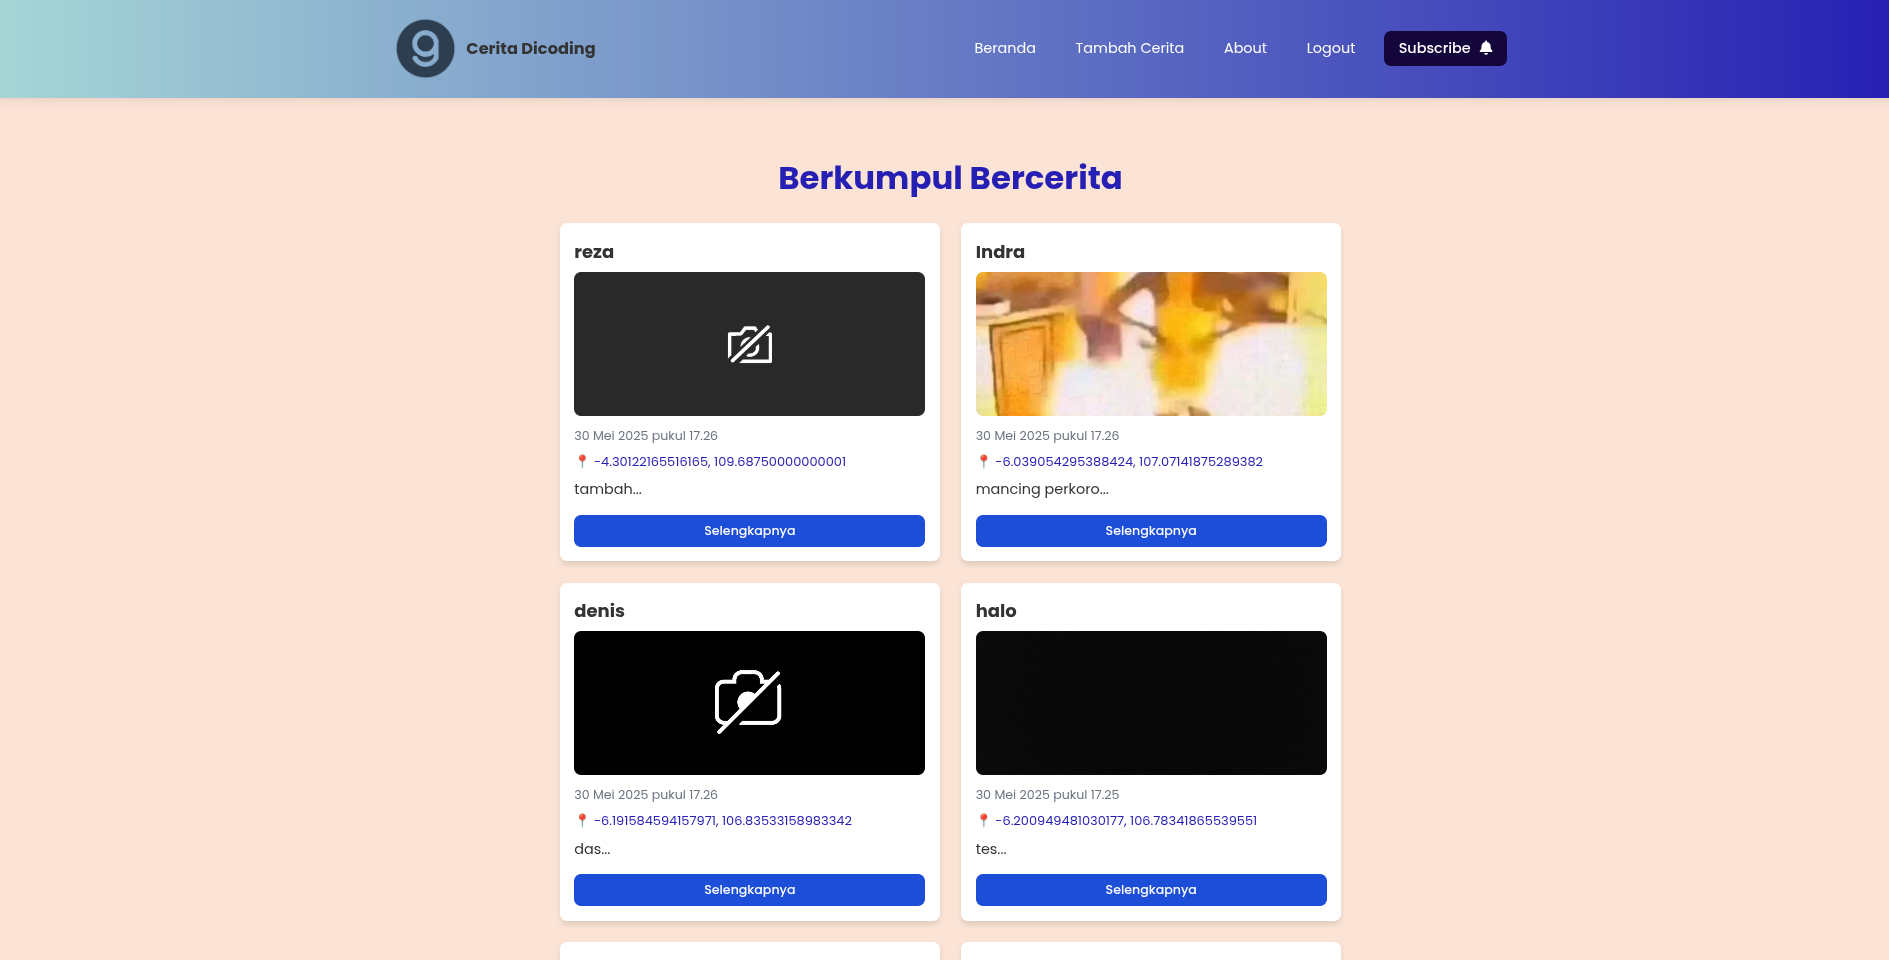 g Cerita Dicoding
Beranda Tambah Cerita About Logout Subscribe
Berkumpul Bercerita
reza
30 Mei 2025 pukul 17.26
📍 -4.30122165516165, 109.68750000000001
tambah...
Selengkapnya
Indra
30 Mei 2025 pukul 17.26
📍 -6.039054295388424, 107.07141875289382
mancing perkoro...
Selengkapnya
denis
30 Mei 2025 pukul 17.26
📍 -6.191584594157971, 106.83533158983342
das...
Selengkapnya
halo
30 Mei 2025 pukul 17.25
📍 -6.200949481030177, 106.78341865539551
tes...
Selengkapnya